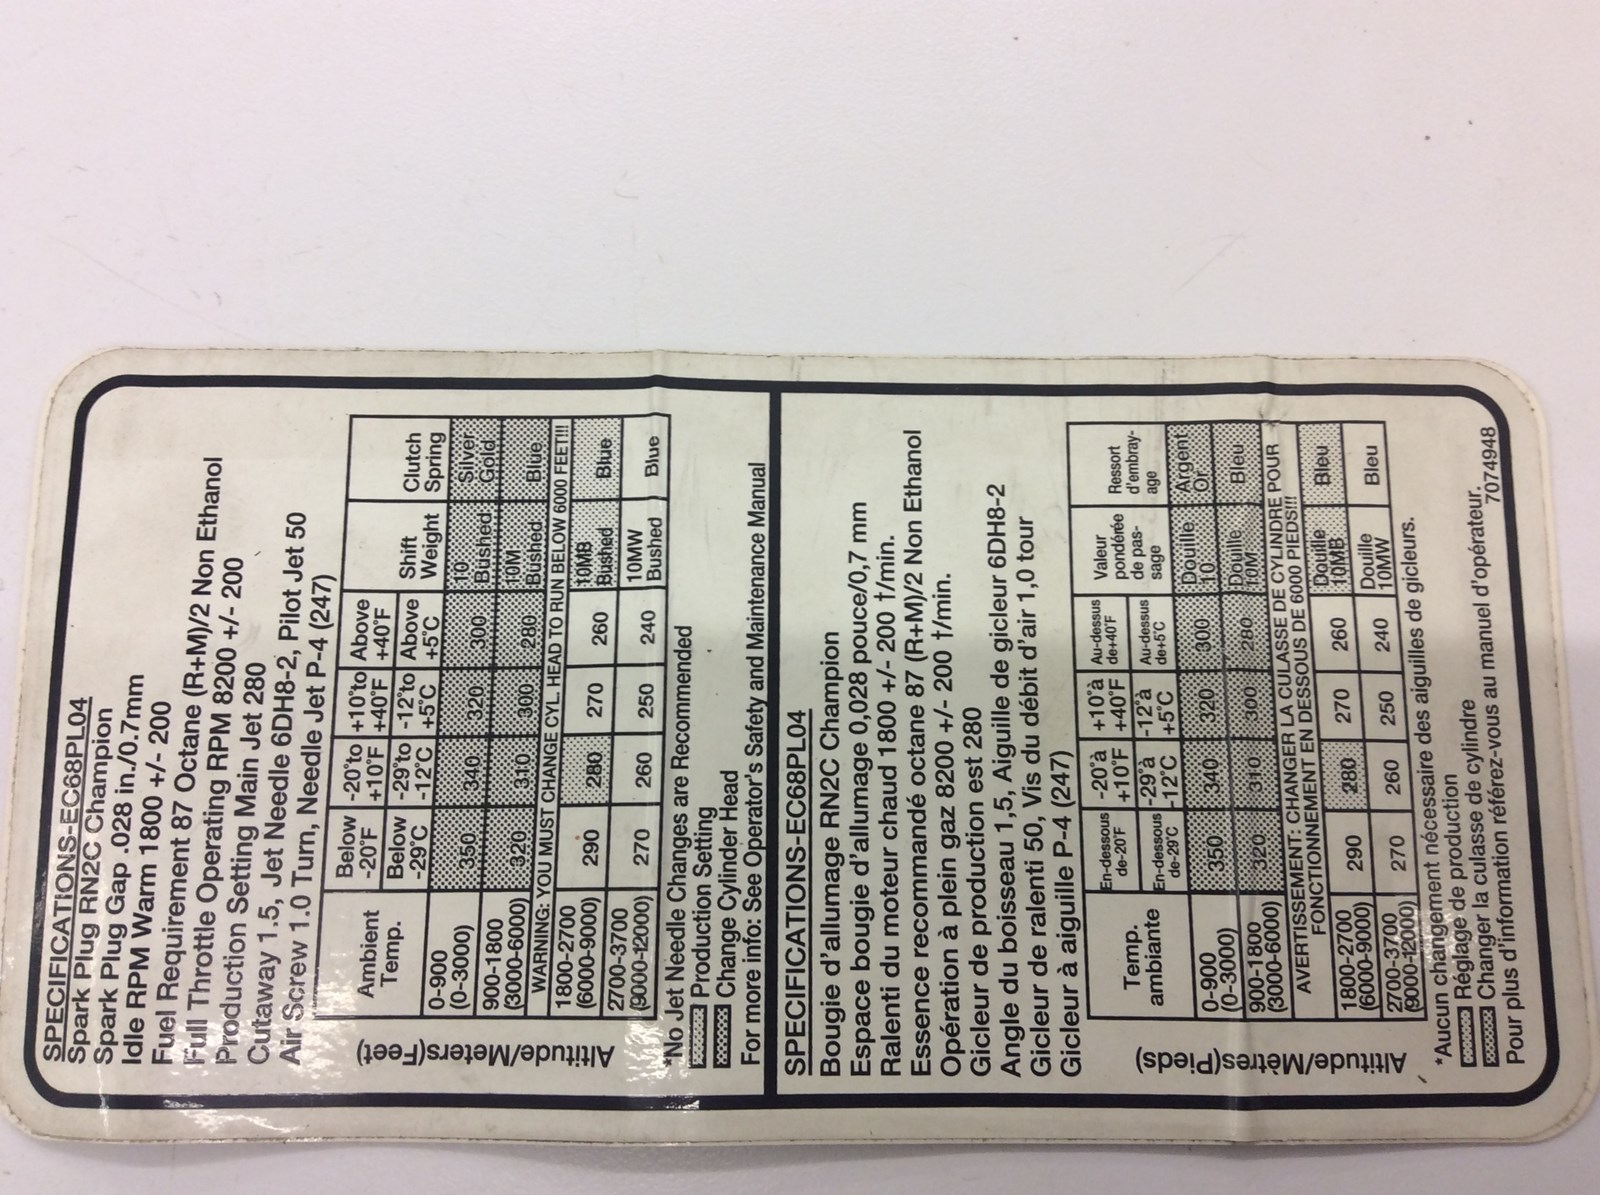 SPECIFICATIONS-EC68PL04
Spark Plug RN2C Champion
Spark Plug Gap .028 in./0.7mm
Idle RPM Warm 1800 +/- 200
Fuel Requirement 87 Octane (R+M)/2 Non Ethanol
Full Throttle Operating RPM 8200 +/- 200
Production Setting Main Jet 280
Cutaway 1.5, Jet Needle 6DH8-2, Pilot Jet 50
Air Screw 1.0 Turn, Needle Jet P-4 (247)
Altitude/Meters(Feet)
Ambient Temp. Below -20°F -20°to +10°F +10°to +40°F Above +40°F Shift Weight Clutch Spring
Below -29°C -29°to -12°C -12°to +5°C Above +5°C
0-900 (0-3000) 350 340 320 300 10 Bushed Silver Gold
900-1800 (3000-6000) 320 310 300 280 10M Bushed Blue
WARNING: YOU MUST CHANGE CYL. HEAD TO RUN BELOW 6000 FEET!!!
1800-2700 (6000-9000) 290 280 270 260 10MB Bushed Blue
2700-3700 (9000-12000) 270 260 250 240 10MW Bushed Blue
*No Jet Needle Changes are Recommended
Production Setting
Change Cylinder Head
For more info: See Operator's Safety and Maintenance Manual
SPECIFICATIONS-EC68PL04
Bougie d'allumage RN2C Champion
Espace bougie d'allumage 0,028 pouce/0,7 mm
Ralenti du moteur chaud 1800 +/- 200 t/min.
Essence recommandé octane 87 (R+M)/2 Non Ethanol
Opération à plein gaz 8200 +/- 200 t/min.
Gicleur de production est 280
Angle du boisseau 1,5, Aiguille de gicleur 6DH8-2
Gicleur de ralenti 50, Vis du débit d'air 1,0 tour
Gicleur à aiguille P-4 (247)
Altitude/Mètres(Pieds)
Temp. ambiante En-dessous de-20°F -20°à +10°F +10°à +40°F Au-dessus de+40°F Valeur pondérée de pas- sage Ressort d'embray- age
En-dessous de-29°C -29°à -12°C -12°à +5°C Au-dessus de+5°C
0-900 (0-3000) 350 340 320 300 Douille 10 Argent Or
900-1800 (3000-6000) 320 310 300 280 Douille 10M Bleu
AVERTISSEMENT: CHANGER LA CULASSE DE CYLINDRE POUR
FONCTIONNEMENT EN DESSOUS DE 6000 PIEDS!!!
1800-2700 (6000-9000) 290 280 270 260 Douille 10MB Bleu
2700-3700 (9000-12000) 270 260 250 240 Douille 10MW Bleu
*Aucun changement nécessaire des aiguilles de gicleurs.
Réglage de production
Changer la culasse de cylindre
Pour plus d'information référez-vous au manuel d'opérateur.
7074948